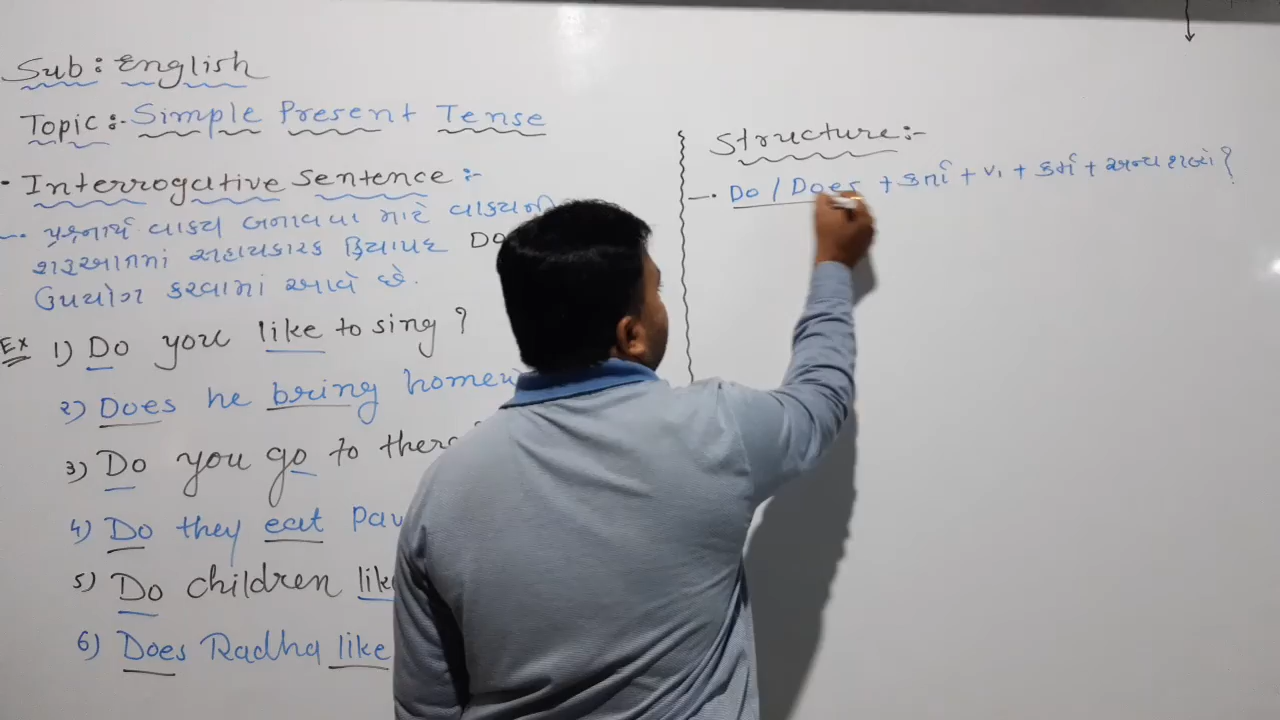 Sub: English
Topic:- Simple Present Tense
Interrogative Sentence :-
પ્રશ્નાર્થ વાક્ય બનાવવા માટે વાક્યની
શરૂઆતમાં સહાયકારક ક્રિયાપદ Do
ઉપયોગ કરવામાં આવે છે.
Ex 1) Do you like to sing ?
2) Does he bring
3) Do you go to there
4) Do they eat
5) Do children like
6) Does Radha like
Structure:-
Do / Does + કર્તા + V1 + કર્મ + અન્ય શબ્દો ?